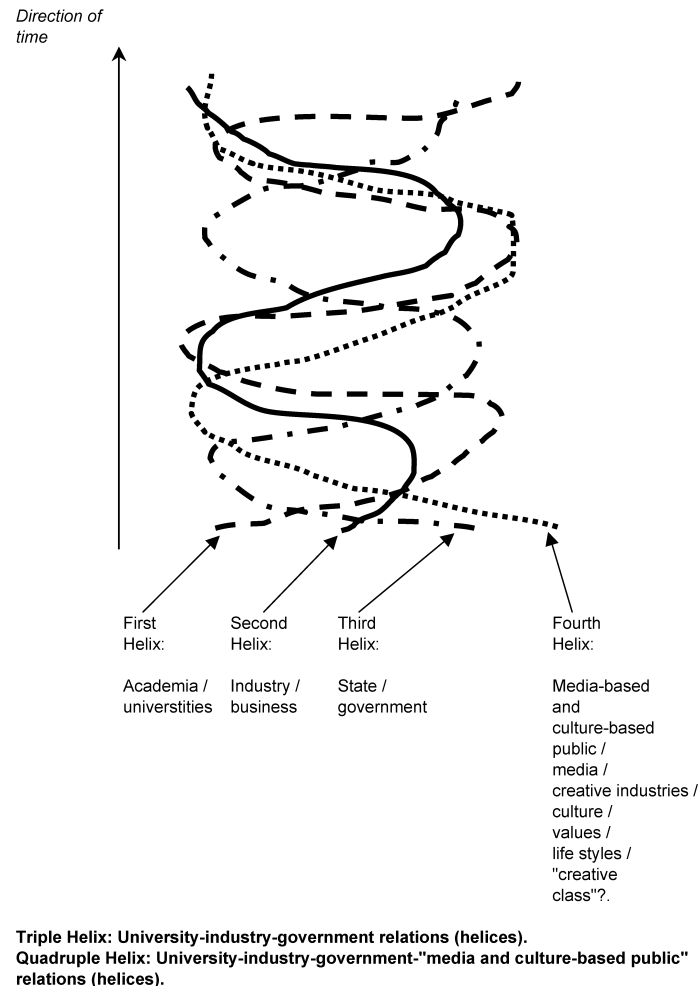 Direction of
time
First
Helix:
Academia /
universtities
Second
Helix:
Industry /
business
Third
Helix:
State /
government
Fourth
Helix:
Media-based
and
culture-based
public /
media /
creative industries /
culture /
values /
life styles /
"creative
class"?.
Triple Helix: University-industry-government relations (helices).
Quadruple Helix: University-industry-government-"media and culture-based public"
relations (helices).